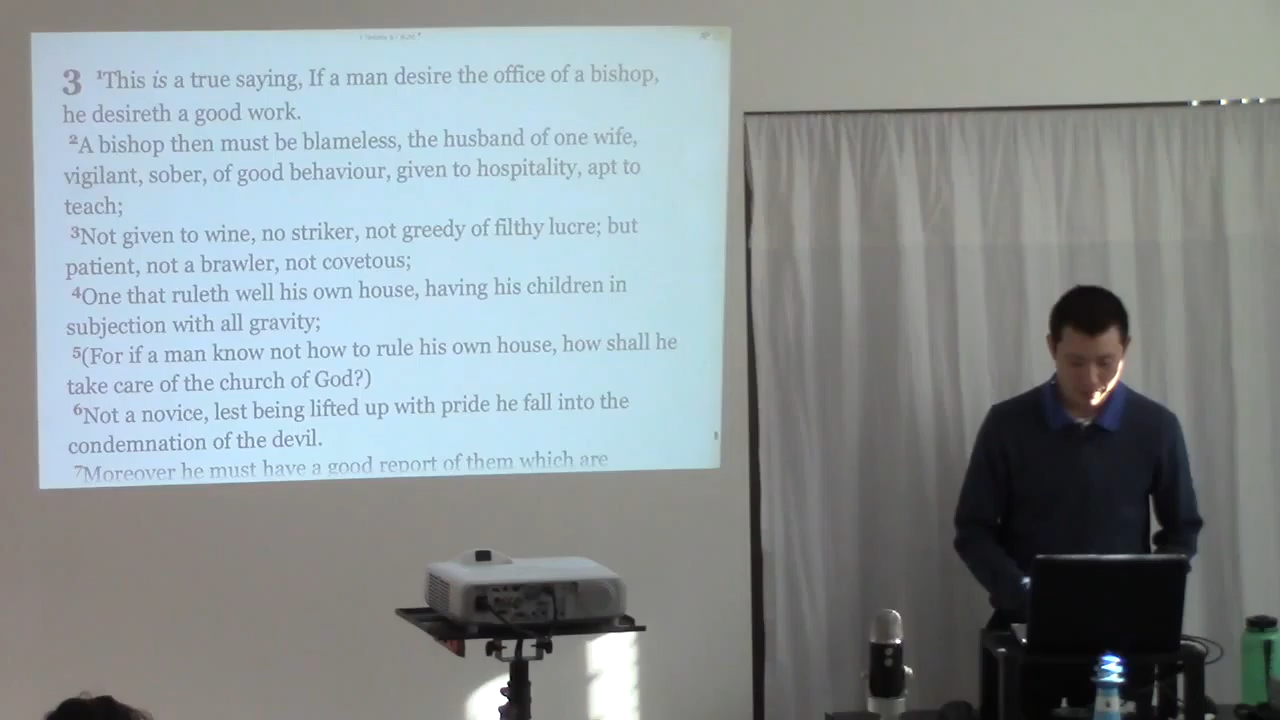 3 ¹This is a true saying, If a man desire the office of a bishop,
he desireth a good work.
²A bishop then must be blameless, the husband of one wife,
vigilant, sober, of good behaviour, given to hospitality, apt to
teach;
³Not given to wine, no striker, not greedy of filthy lucre; but
patient, not a brawler, not covetous;
⁴One that ruleth well his own house, having his children in
subjection with all gravity;
⁵(For if a man know not how to rule his own house, how shall he
take care of the church of God?)
⁶Not a novice, lest being lifted up with pride he fall into the
condemnation of the devil.
⁷Moreover he must have a good report of them which are